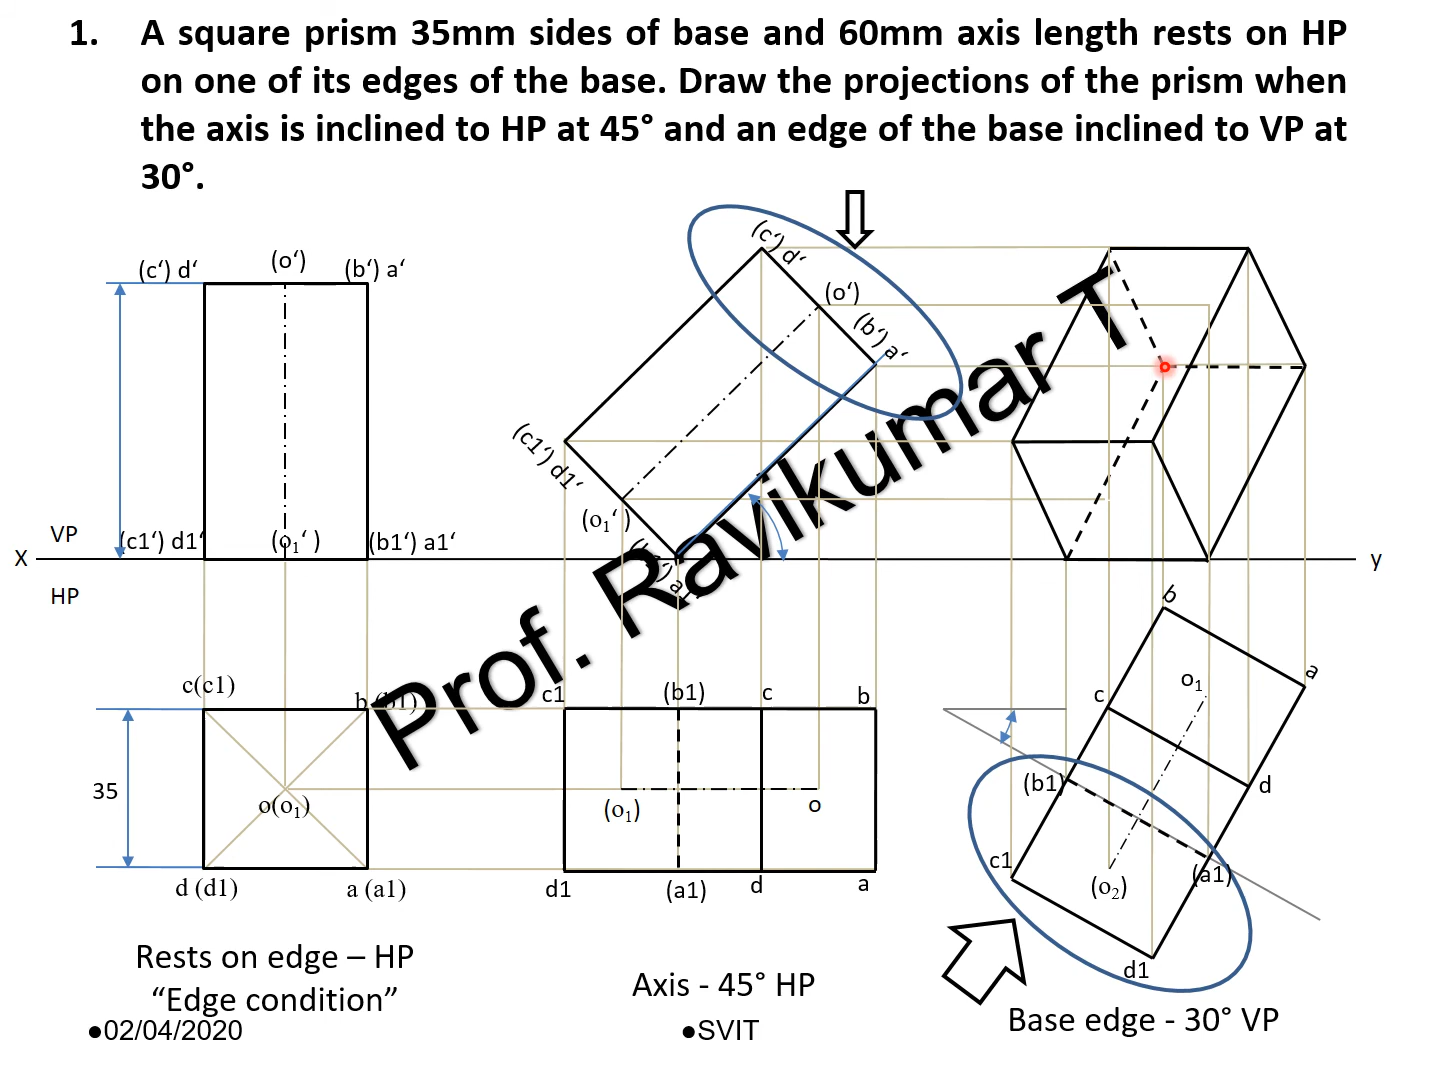 1. A square prism 35mm sides of base and 60mm axis length rests on HP
on one of its edges of the base. Draw the projections of the prism when
the axis is inclined to HP at 45° and an edge of the base inclined to VP at
30°.
(c‘) d‘
(o‘)
(b‘) a‘
(c‘) d‘
(o‘)
(b‘) a‘
(c1‘) d1‘
(o₁‘ )
VP
(c1‘) d1‘
(o₁‘ )
(b1‘) a1‘
X
y
HP
Prof. Ravikumar T
c(c1)
b (b1)
35
o(o₁)
d (d1)
a (a1)
c1
(b1)
c
b
(o₁)
o
d1
(a1)
d
a
b
a
o₁
c
d
(b1)
c1
(o₂)
(a1)
d1
Rests on edge – HP
“Edge condition”
Axis - 45° HP
Base edge - 30° VP
●02/04/2020
●SVIT